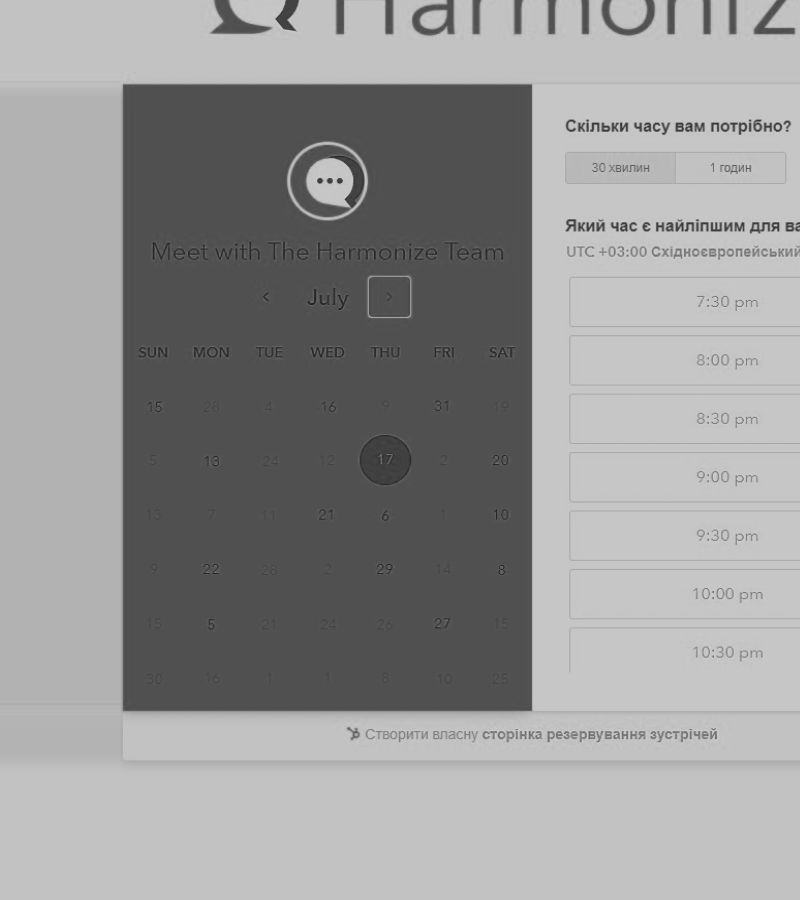 Harmoniz
Meet with The Harmonize Team
July
SUN MON TUE WED THU FRI SAT
15 26 4 16 9 31 19
5 13 24 12 17 2 20
13 7 11 21 6 1 10
9 22 28 2 29 14 8
15 5 21 24 26 27 15
30 16 1 1 8 10 25
Скільки часу вам потрібно?
30 хвилин 1 годин
Який час є найліпшим для ва
UTC +03:00 Східноєвропейський
7:30 pm
8:00 pm
8:30 pm
9:00 pm
9:30 pm
10:00 pm
10:30 pm
Створити власну сторінка резервування зустрічей